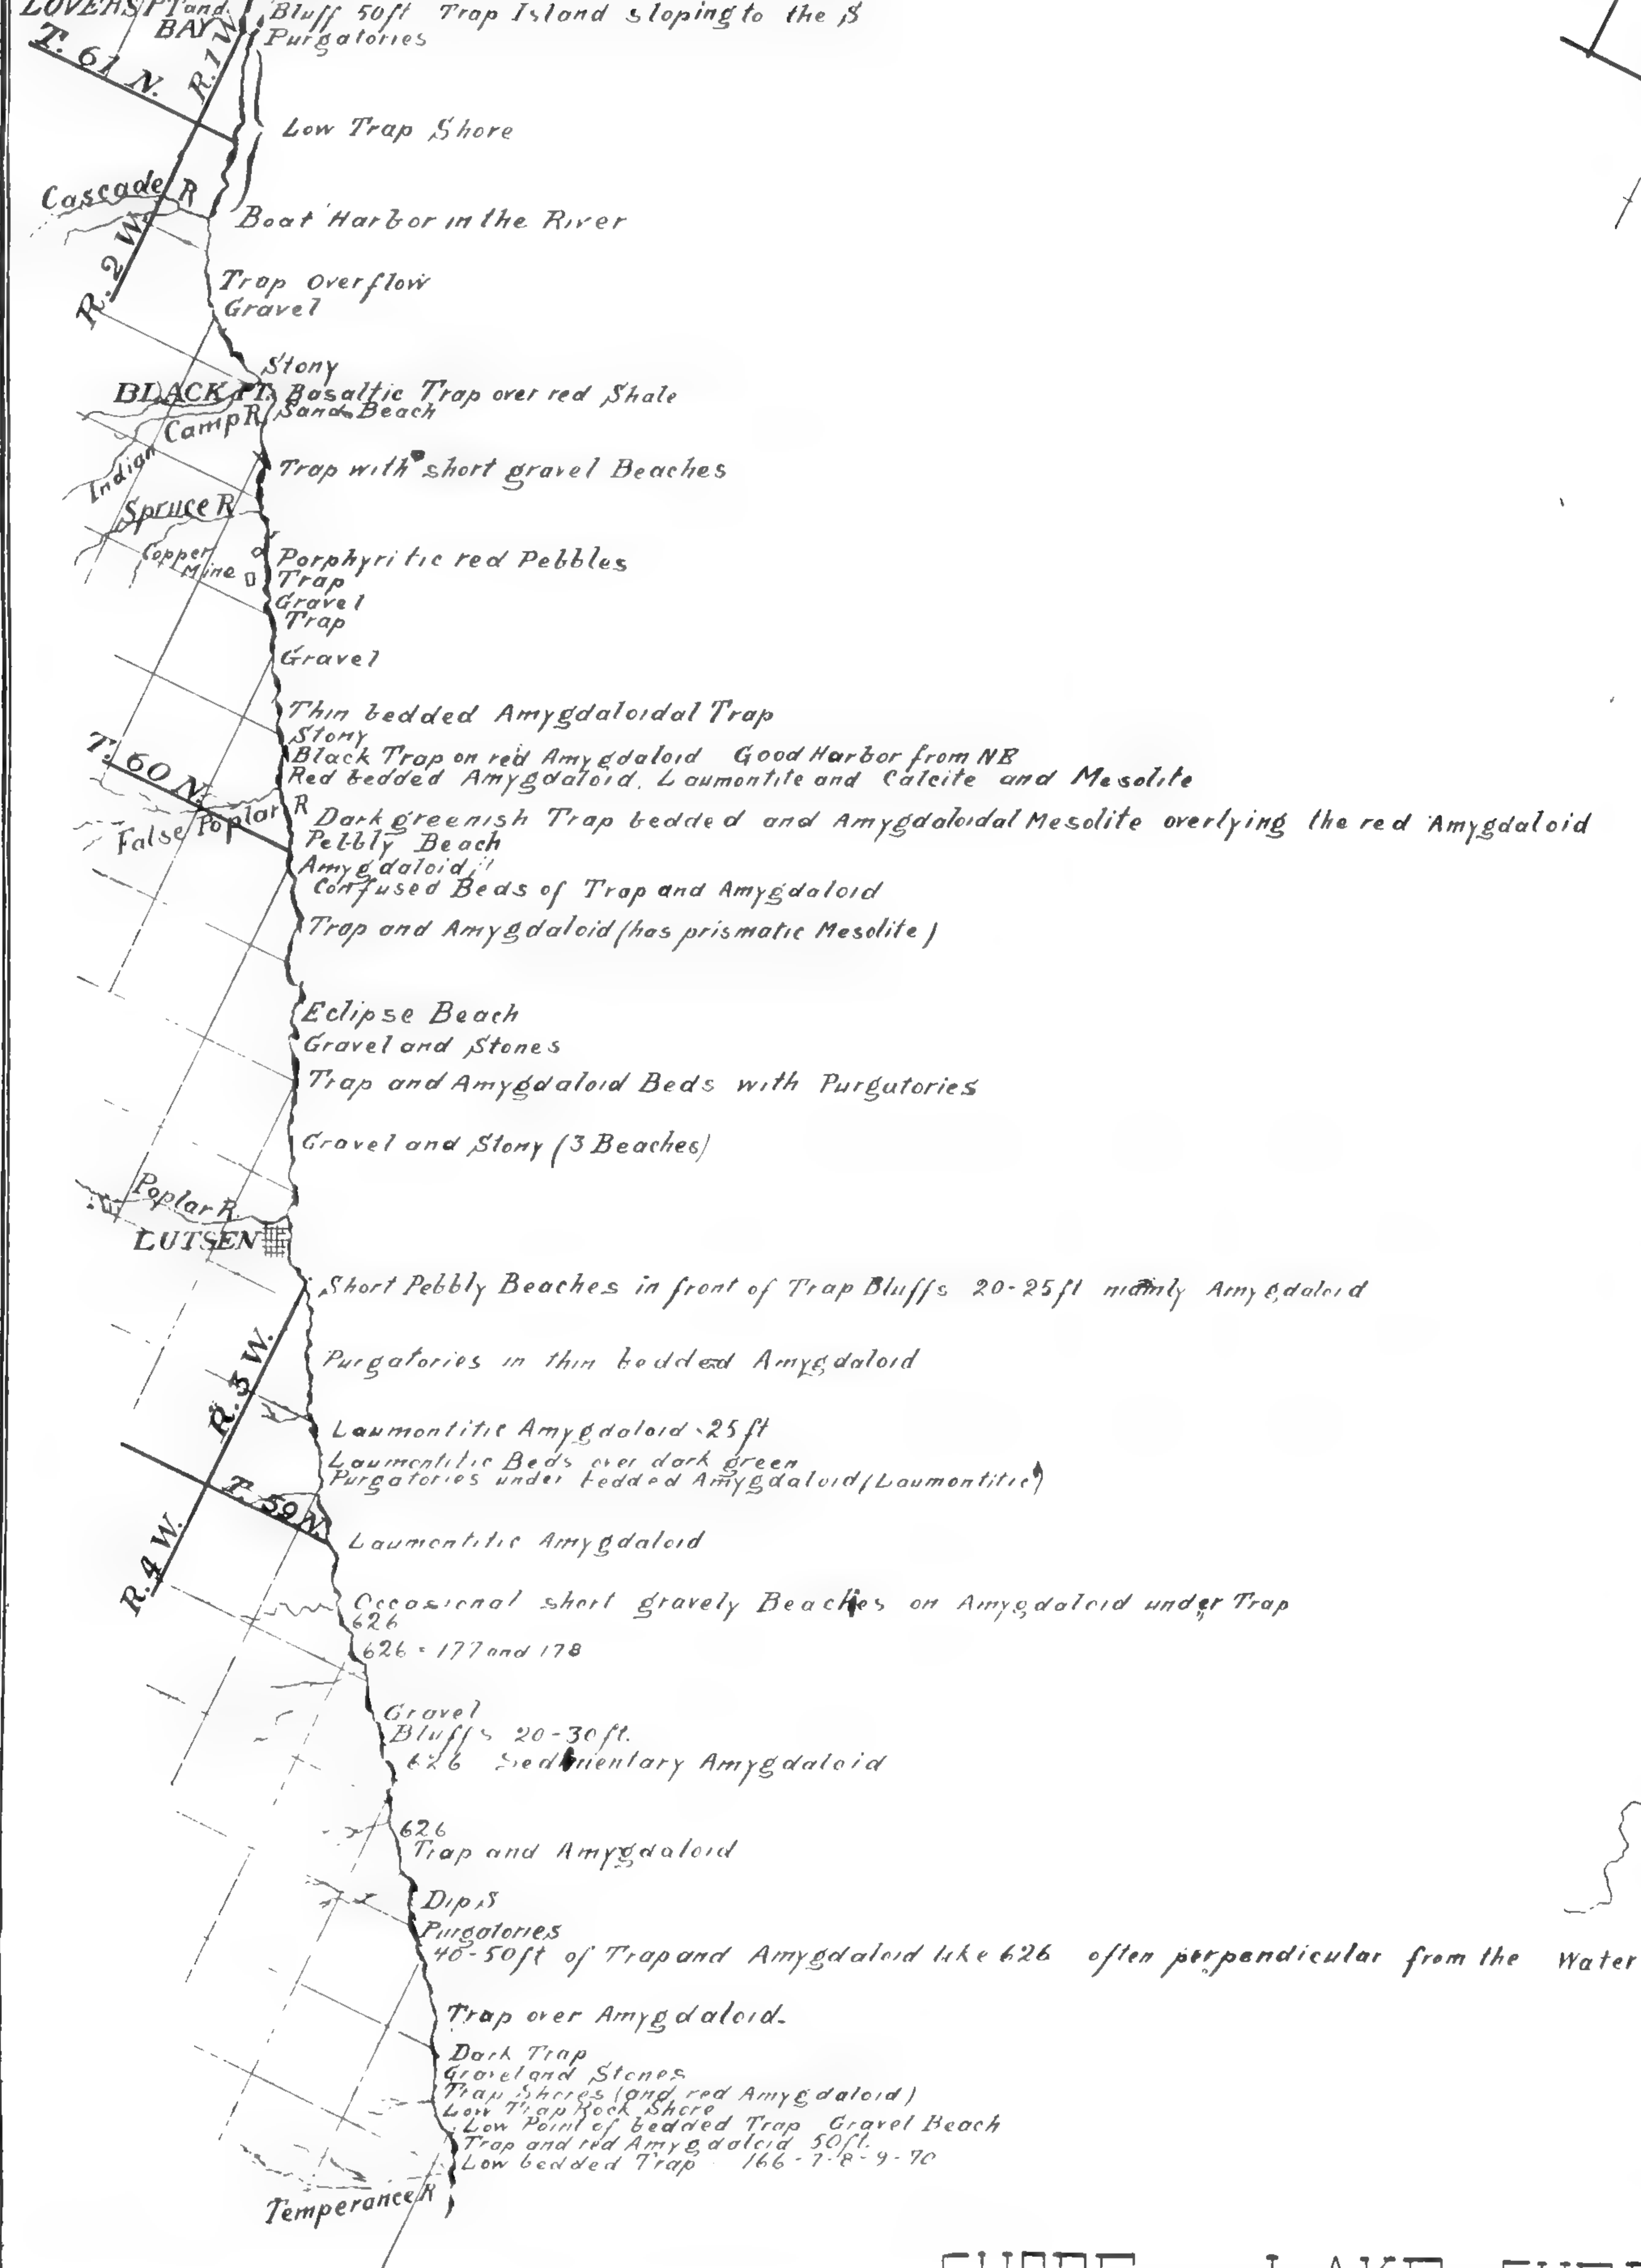 LOVERS PT and BAY
Bluff 50ft Trap Island sloping to the S
Purgatories
T. 61 N.
R. 1 W.
Low Trap Shore
Cascade R
Boat Harbor in the River
R. 2 W.
Trap Overflow
Gravel
Stony
BLACK PT.
Basaltic Trap over red Shale
Sand Beach
Indian Camp R
Trap with short gravel Beaches
Spruce R
Copper Mine
Porphyritic red Pebbles
Trap
Gravel
Trap
Gravel
Thin bedded Amygdaloidal Trap
Stony
Black Trap on red Amygdaloid Good Harbor from NE
Red bedded Amygdaloid. Laumontite and Calcite and Mesolite
T. 60 N.
False Poplar R
Dark greenish Trap bedded and Amygdaloidal Mesolite overlying the red Amygdaloid
Pebbly Beach
Amygdaloid
Confused Beds of Trap and Amygdaloid
Trap and Amygdaloid (has prismatic Mesolite)
Eclipse Beach
Gravel and Stones
Trap and Amygdaloid Beds with Purgatories
Gravel and Stony (3 Beaches)
Poplar R.
LUTSEN
Short Pebbly Beaches in front of Trap Bluffs 20-25ft mainly Amygdaloid
R. 3 W.
Purgatories in thin bedded Amygdaloid
Laumontitic Amygdaloid 25ft
Laumontitic Beds over dark green
Purgatories under bedded Amygdaloid (Laumontitic)
T. 59 N.
Laumontitic Amygdaloid
R. 4 W.
Occasional short gravely Beaches on Amygdaloid under Trap
626
626 = 177 and 178
Gravel
Bluffs 20-30ft.
626 Sedimentary Amygdaloid
626
Trap and Amygdaloid
Dip S
Purgatories
40-50ft of Trap and Amygdaloid like 626 often perpendicular from the Water
Trap over Amygdaloid.
Dark Trap
Gravel and Stones
Trap Shores (and red Amygdaloid)
Low Trap Rock Shore
Low Point of bedded Trap Gravel Beach
Trap and red Amygdaloid 50ft.
Low bedded Trap 166-7-8-9-70
Temperance R